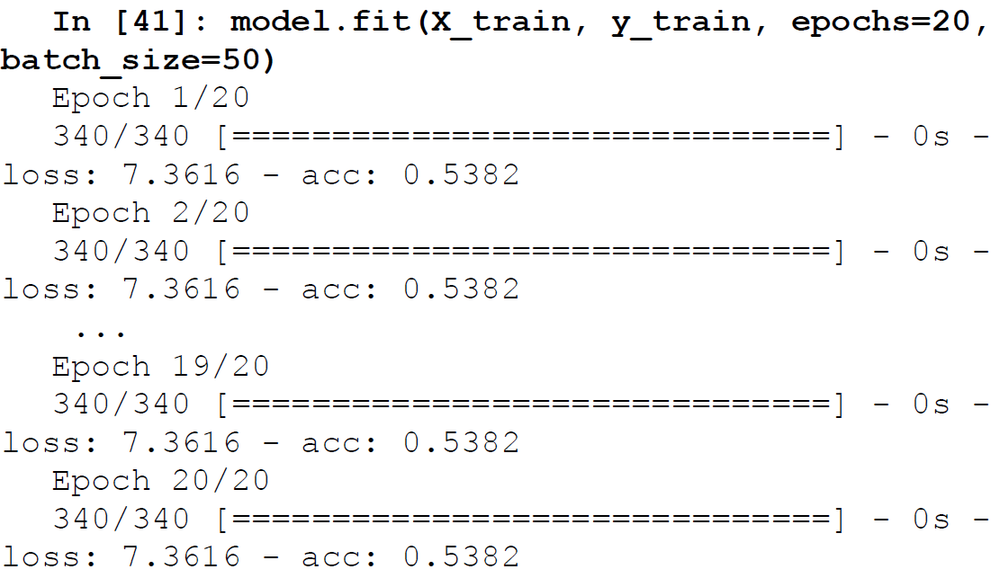 In [41]: model.fit(X_train, y_train, epochs=20,
batch_size=50)
Epoch 1/20
340/340 [==============================] - 0s -
loss: 7.3616 - acc: 0.5382
Epoch 2/20
340/340 [==============================] - 0s -
loss: 7.3616 - acc: 0.5382
...
Epoch 19/20
340/340 [==============================] - 0s -
loss: 7.3616 - acc: 0.5382
Epoch 20/20
340/340 [==============================] - 0s -
loss: 7.3616 - acc: 0.5382